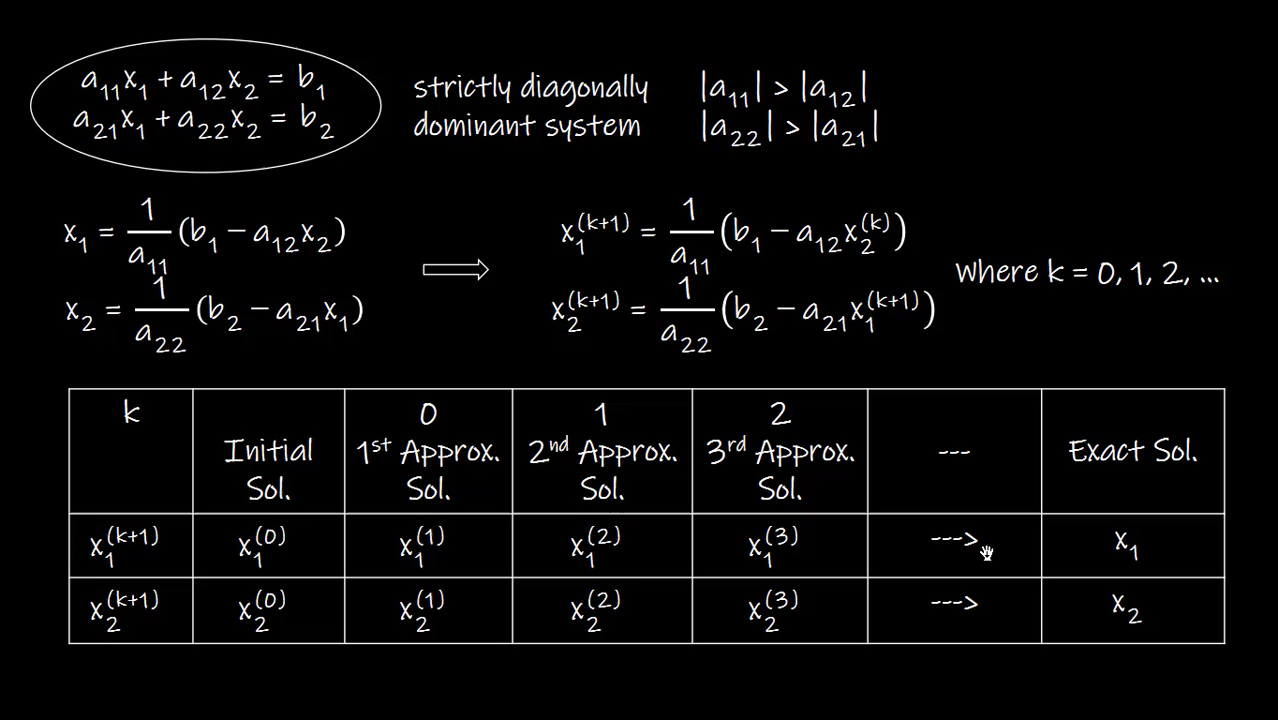 a₁₁x₁ + a₁₂x₂ = b₁
a₂₁x₁ + a₂₂x₂ = b₂
strictly diagonally
dominant system
|a₁₁| > |a₁₂|
|a₂₂| > |a₂₁|
x₁ = 1/a₁₁ (b₁ − a₁₂x₂)
x₂ = 1/a₂₂ (b₂ − a₂₁x₁)
x₁^(k+1) = 1/a₁₁ (b₁ − a₁₂x₂^(k))
x₂^(k+1) = 1/a₂₂ (b₂ − a₂₁x₁^(k+1))
where k = 0, 1, 2, ...
k
Initial
Sol.
0
1st Approx.
Sol.
1
2nd Approx.
Sol.
2
3rd Approx.
Sol.
---
Exact Sol.
x₁^(k+1) x₁^(0) x₁^(1) x₁^(2) x₁^(3) ---> x₁
x₂^(k+1) x₂^(0) x₂^(1) x₂^(2) x₂^(3) ---> x₂